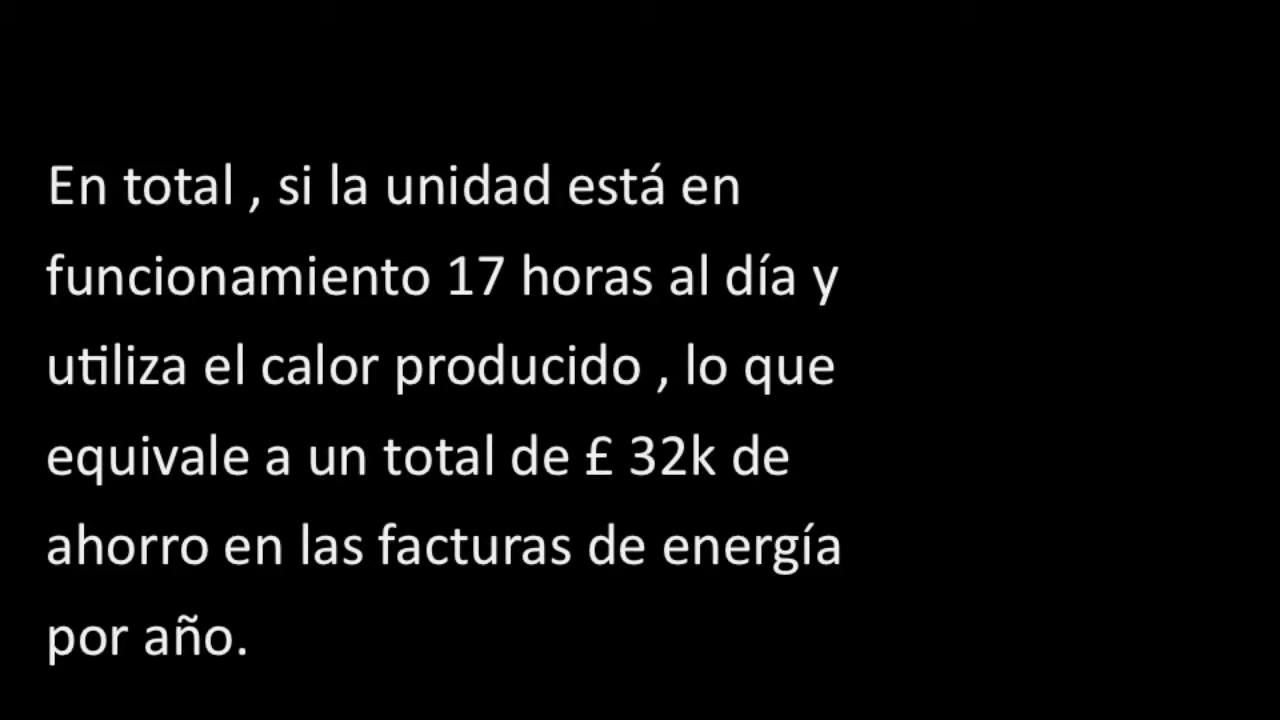 En total , si la unidad está en
funcionamiento 17 horas al día y
utiliza el calor producido , lo que
equivale a un total de £ 32k de
ahorro en las facturas de energía
por año.